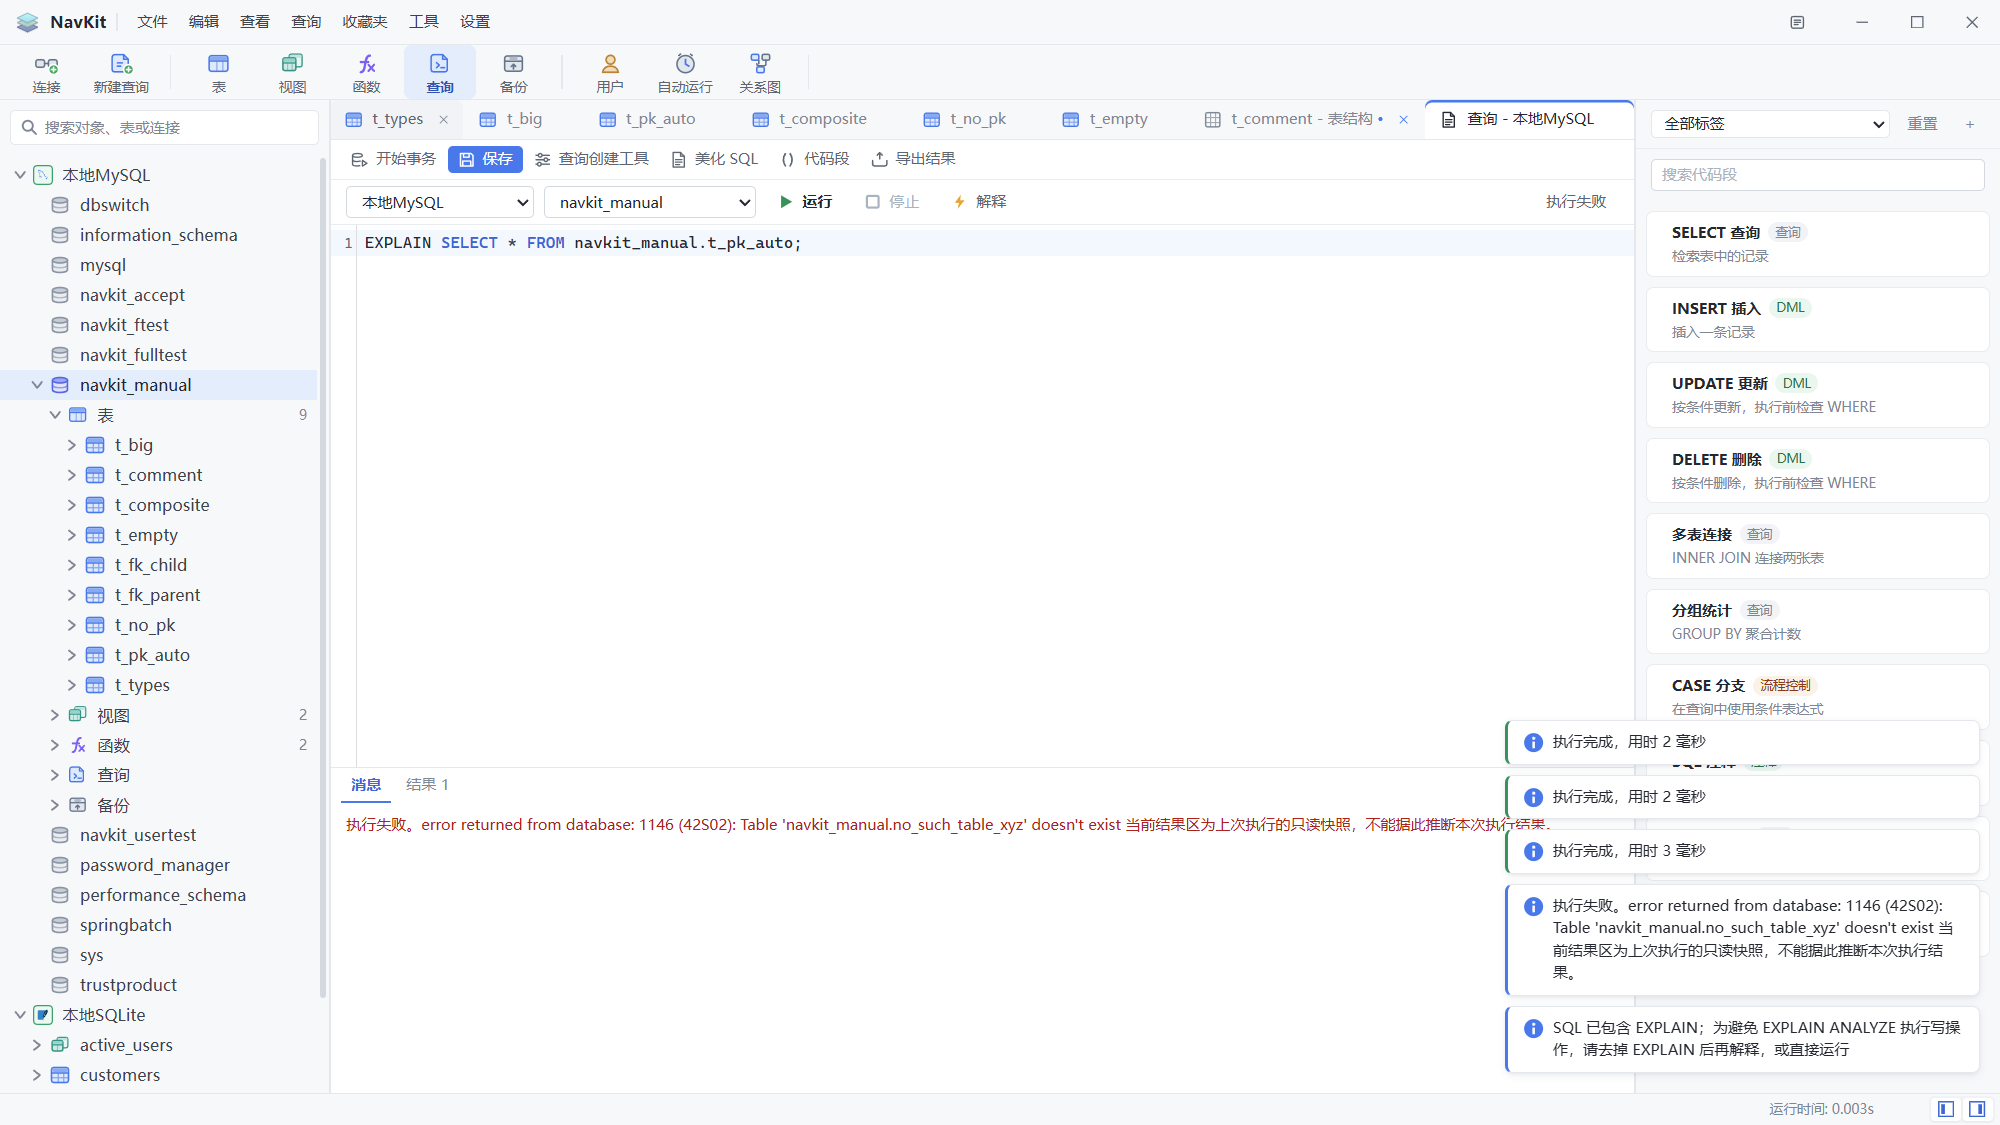 NavKit 文件 编辑 查看 查询 收藏夹 工具 设置
连接 新建查询 表 视图 函数 查询 备份 用户 自动运行 关系图
搜索对象、表或连接
本地MySQL
dbswitch
information_schema
mysql
navkit_accept
navkit_ftest
navkit_fulltest
navkit_manual
表 9
t_big
t_comment
t_composite
t_empty
t_fk_child
t_fk_parent
t_no_pk
t_pk_auto
t_types
视图 2
函数 2
查询
备份
navkit_usertest
password_manager
performance_schema
springbatch
sys
trustproduct
本地SQLite
active_users
customers
t_types t_big t_pk_auto t_composite t_no_pk t_empty t_comment - 表结构 • 查询 - 本地MySQL
开始事务 保存 查询创建工具 美化 SQL 代码段 导出结果
本地MySQL navkit_manual 运行 停止 解释 执行失败
1 EXPLAIN SELECT * FROM navkit_manual.t_pk_auto;
消息 结果 1
执行失败。error returned from database: 1146 (42S02): Table 'navkit_manual.no_such_table_xyz' doesn't exist 当前结果区为上次执行的只读快照，不能据此推断本次执行结果。
全部标签 重置 +
搜索代码段
SELECT 查询 查询
检索表中的记录
INSERT 插入 DML
插入一条记录
UPDATE 更新 DML
按条件更新，执行前检查 WHERE
DELETE 删除 DML
按条件删除，执行前检查 WHERE
多表连接 查询
INNER JOIN 连接两张表
分组统计 查询
GROUP BY 聚合计数
CASE 分支 流程控制
在查询中使用条件表达式
执行完成，用时 2 毫秒
执行完成，用时 2 毫秒
执行完成，用时 3 毫秒
执行失败。error returned from database: 1146 (42S02):
Table 'navkit_manual.no_such_table_xyz' doesn't exist 当
前结果区为上次执行的只读快照，不能据此推断本次执行结
果。
SQL 已包含 EXPLAIN；为避免 EXPLAIN ANALYZE 执行写操
作，请去掉 EXPLAIN 后再解释，或直接运行
运行时间: 0.003s